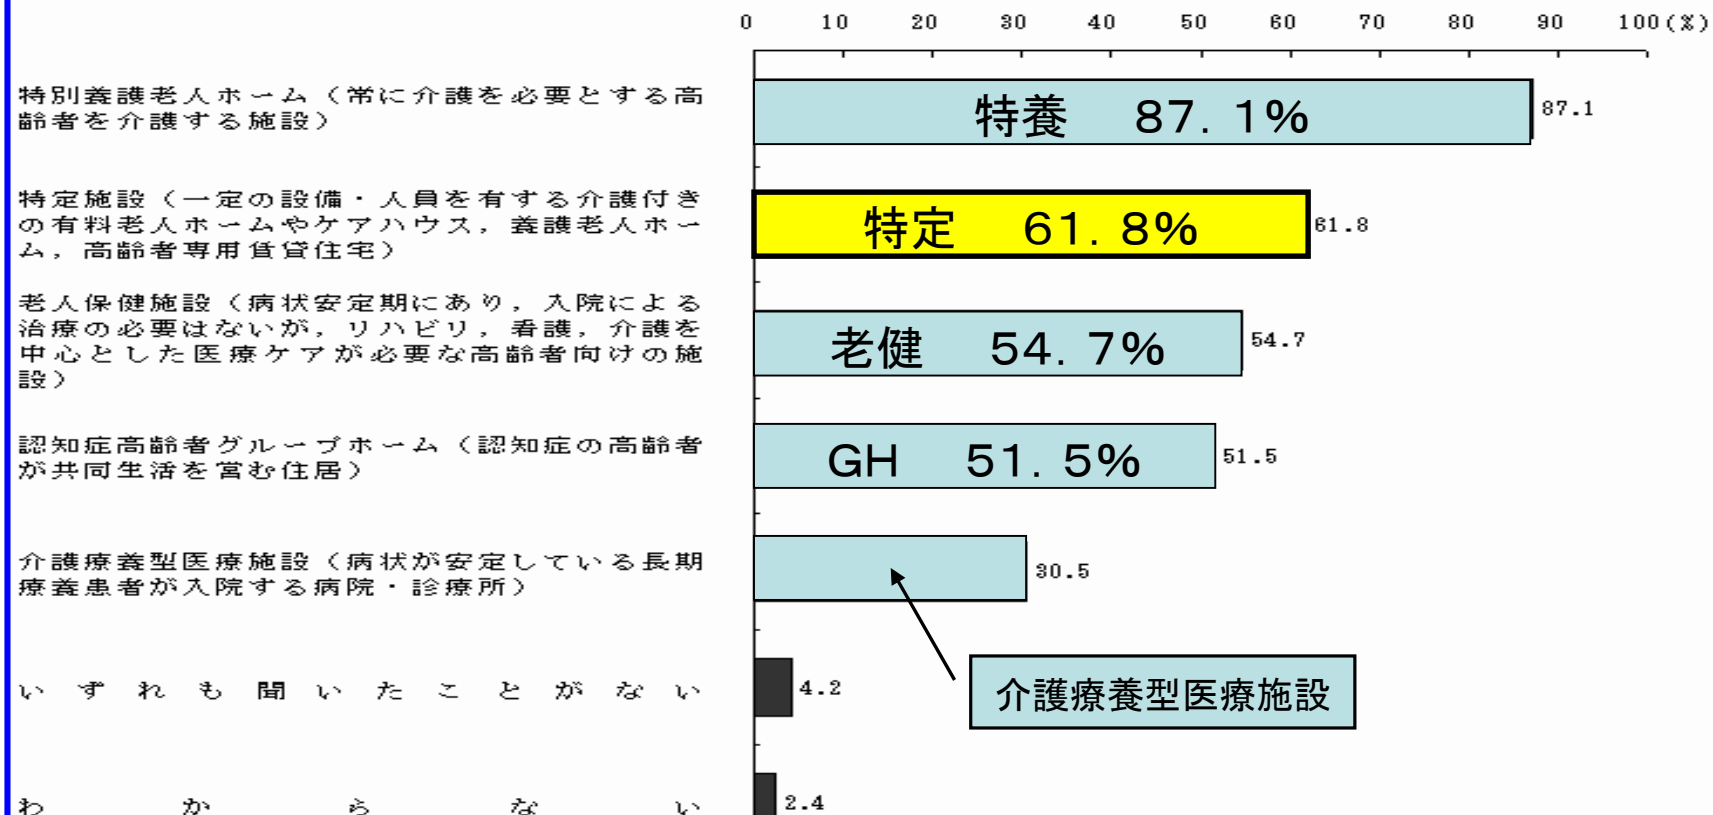 0 10 20 30 40 50 60 70 80 90 100(%)
特別養護老人ホーム（常に介護を必要とする高
齢者を介護する施設）
特養 87.1%
87.1
特定施設（一定の設備・人員を有する介護付き
の有料老人ホームやケアハウス，養護老人ホー
ム，高齢者専用賃貸住宅）
特定 61.8%
61.8
老人保健施設（病状安定期にあり，入院による
治療の必要はないが，リハビリ，看護，介護を
中心とした医療ケアが必要な高齢者向けの施
設）
老健 54.7%
54.7
認知症高齢者グループホーム（認知症の高齢者
が共同生活を営む住居）
GH 51.5%
51.5
介護療養型医療施設（病状が安定している長期
療養患者が入院する病院・診療所）
30.5
介護療養型医療施設
いずれも聞いたことがない
4.2
わからない
2.4